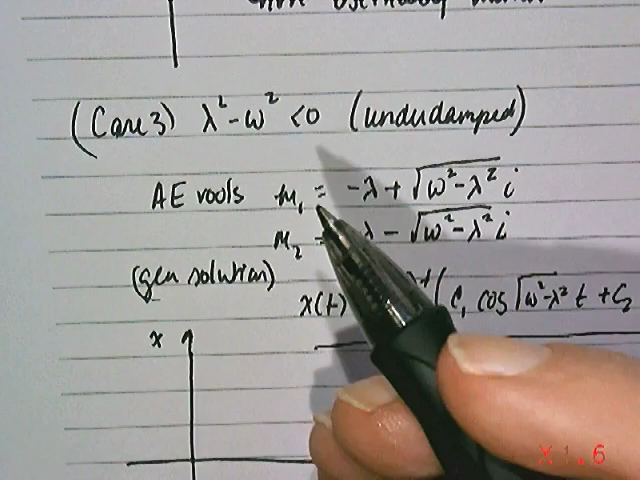 (Case 3) λ² - ω² < 0 (underdamped)
AE roots m₁ = -λ + √(ω² - λ²) i
m₂ λ - √(ω² - λ²) i
(gen solution)
x(t) ( C₁ cos √(ω² - λ²) t + C₂
x
X1.6